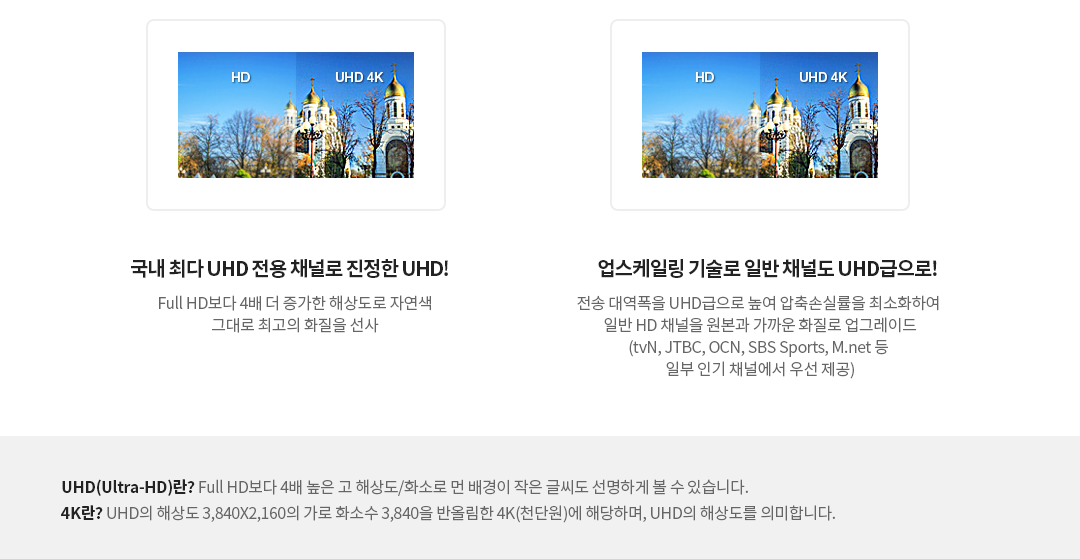 HD UHD 4K
HD UHD 4K
국내 최다 UHD 전용 채널로 진정한 UHD!
Full HD보다 4배 더 증가한 해상도로 자연색
그대로 최고의 화질을 선사
업스케일링 기술로 일반 채널도 UHD급으로!
전송 대역폭을 UHD급으로 높여 압축손실률을 최소화하여
일반 HD 채널을 원본과 가까운 화질로 업그레이드
(tvN, JTBC, OCN, SBS Sports, M.net 등
일부 인기 채널에서 우선 제공)
UHD(Ultra-HD)란? Full HD보다 4배 높은 고 해상도/화소로 먼 배경이 작은 글씨도 선명하게 볼 수 있습니다.
4K란? UHD의 해상도 3,840X2,160의 가로 화소수 3,840을 반올림한 4K(천단원)에 해당하며, UHD의 해상도를 의미합니다.